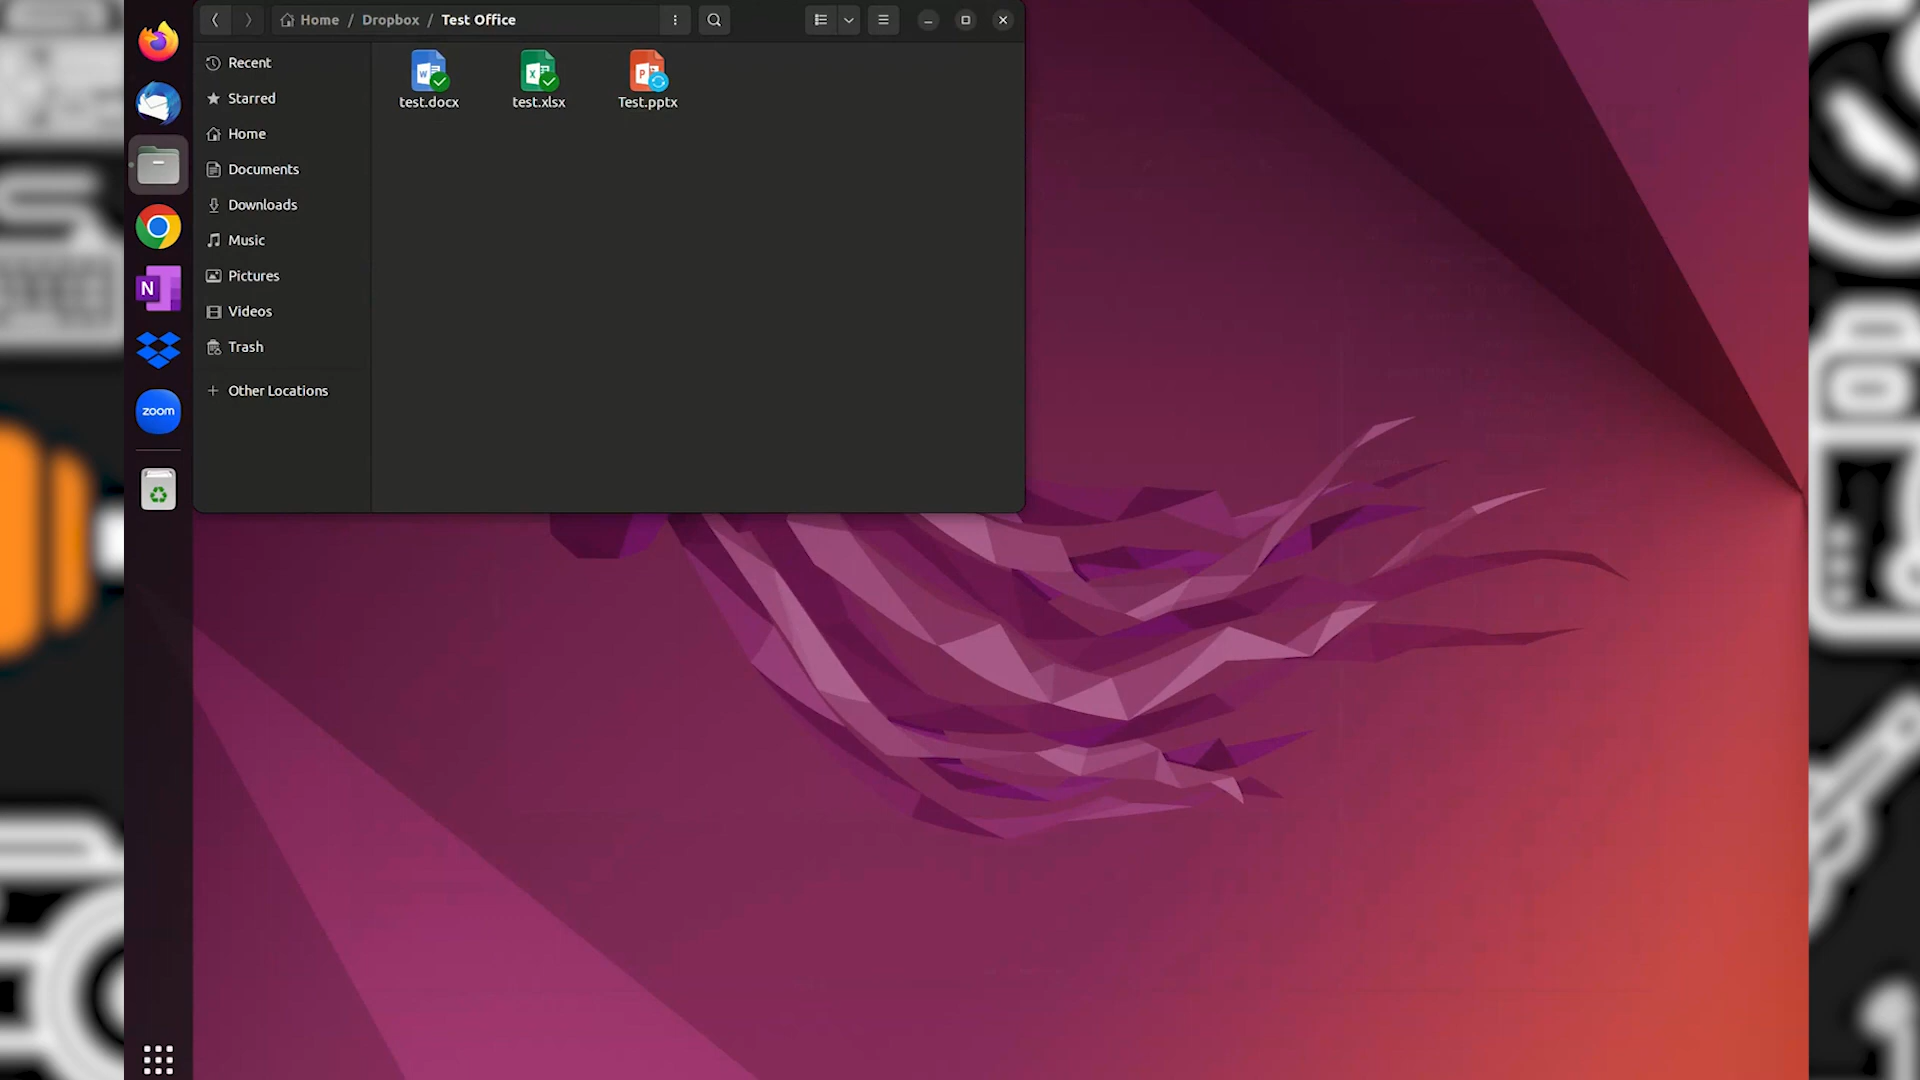 Home / Dropbox / Test Office
Recent
Starred
Home
Documents
Downloads
Music
Pictures
Videos
Trash
Other Locations
test.docx
test.xlsx
Test.pptx
W
X
P
N
zoom